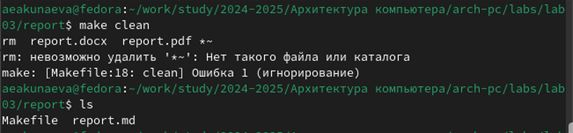 aeakunaeva@fedora:~/work/study/2024-2025/Архитектура компьютера/arch-pc/labs/lab
03/report$ make clean
rm  report.docx  report.pdf *~
rm: невозможно удалить '*~': Нет такого файла или каталога
make: [Makefile:18: clean] Ошибка 1 (игнорирование)
aeakunaeva@fedora:~/work/study/2024-2025/Архитектура компьютера/arch-pc/labs/lab
03/report$ ls
Makefile  report.md